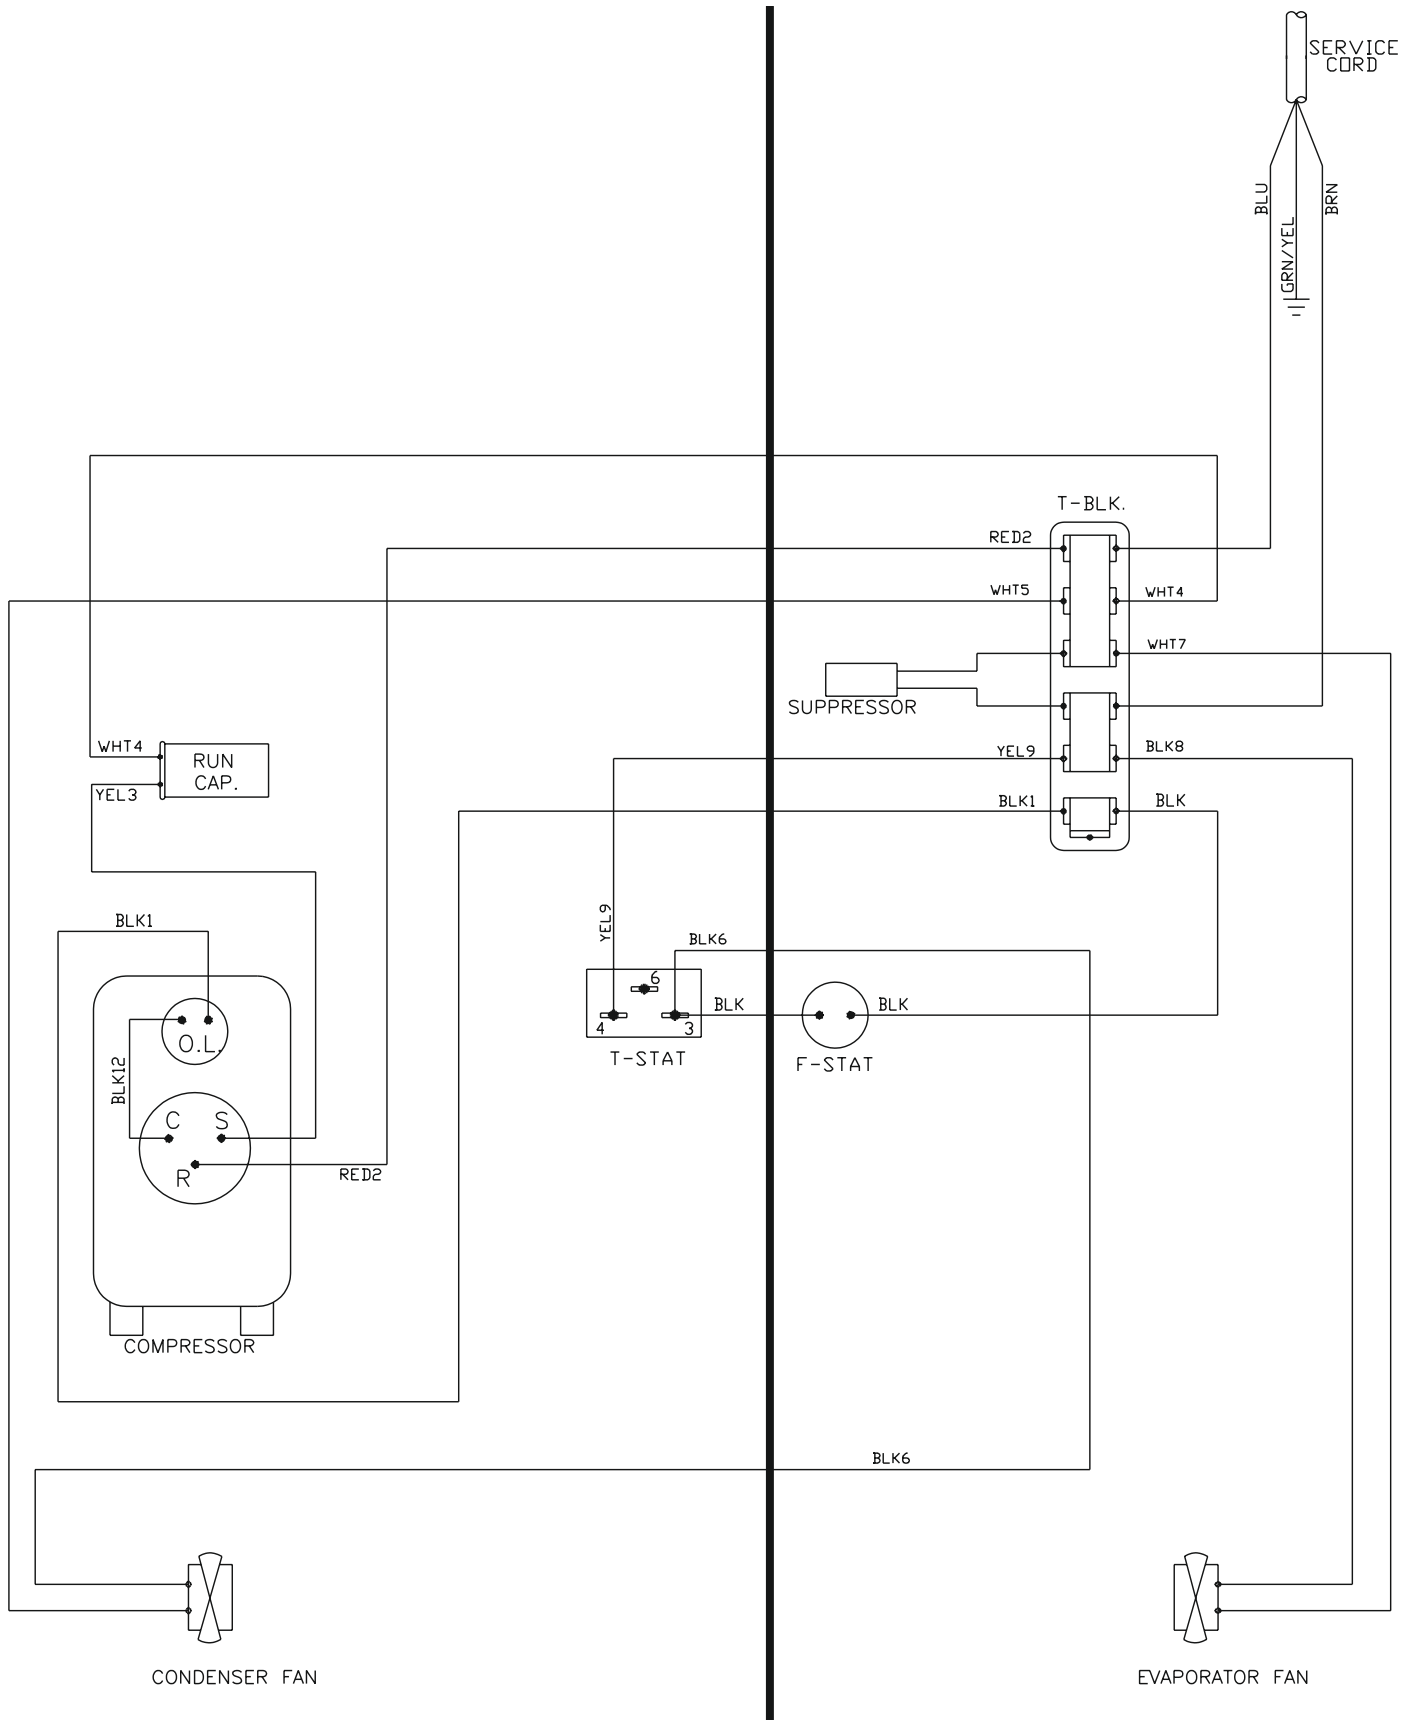 SERVICE
CORD
BLU
BRN
GRN/YEL
T-BLK.
RED2
WHT5
WHT4
WHT7
SUPPRESSOR
WHT4
RUN
CAP.
YEL3
YEL9
BLK8
BLK1
BLK
BLK1
YEL9
BLK6
6
4
3
BLK
BLK
T-STAT
F-STAT
O.L.
BLK12
C
S
R
RED2
COMPRESSOR
BLK6
CONDENSER FAN
EVAPORATOR FAN